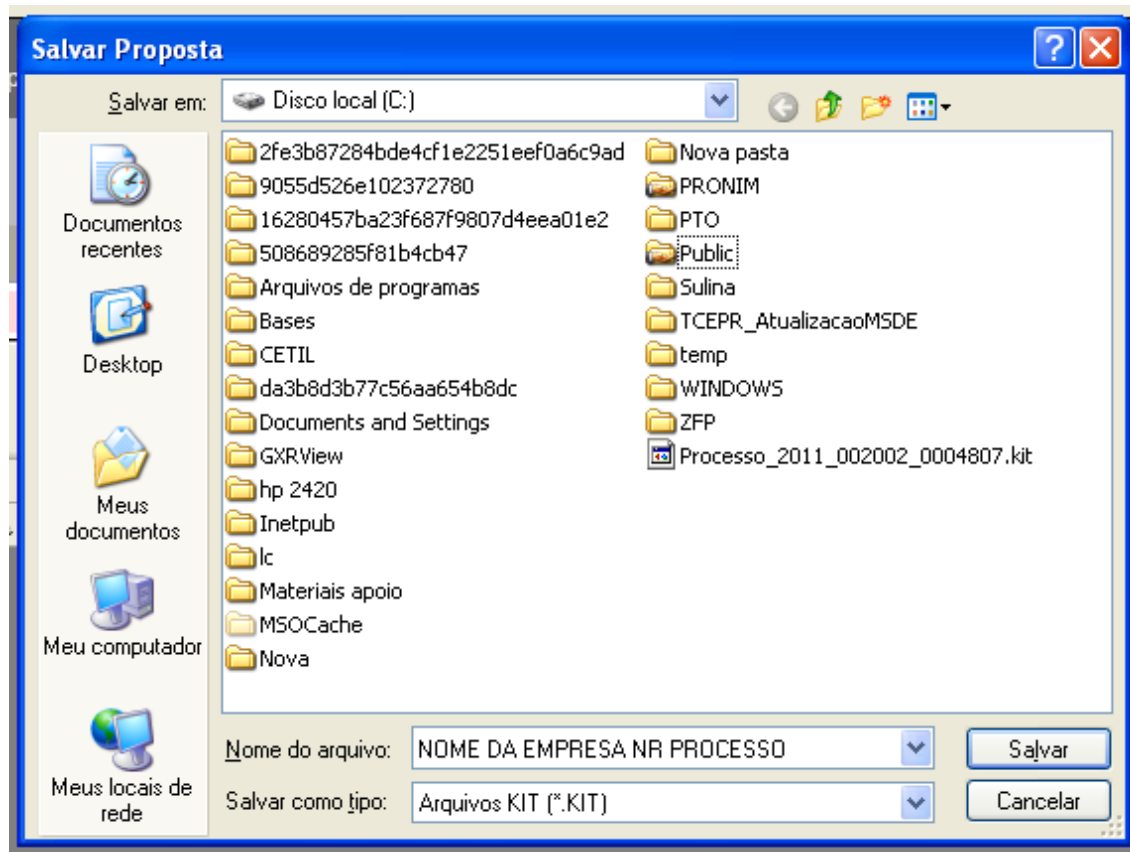 Salvar Proposta
Salvar em:
Disco local (C:)
Documentos
recentes
Desktop
Meus
documentos
Meu computador
Meus locais de
rede
2fe3b87284bde4cf1e2251eef0a6c9ad
9055d526e102372780
16280457ba23f687f9807d4eea01e2
508689285f81b4cb47
Arquivos de programas
Bases
CETIL
da3b8d3b77c56aa654b8dc
Documents and Settings
GXRView
hp 2420
Inetpub
lc
Materiais apoio
MSOCache
Nova
Nova pasta
PRONIM
PTO
Public
Sulina
TCEPR_AtualizacaoMSDE
temp
WINDOWS
ZFP
Processo_2011_002002_0004807.kit
Nome do arquivo:
NOME DA EMPRESA NR PROCESSO
Salvar
Salvar como tipo:
Arquivos KIT (*.KIT)
Cancelar